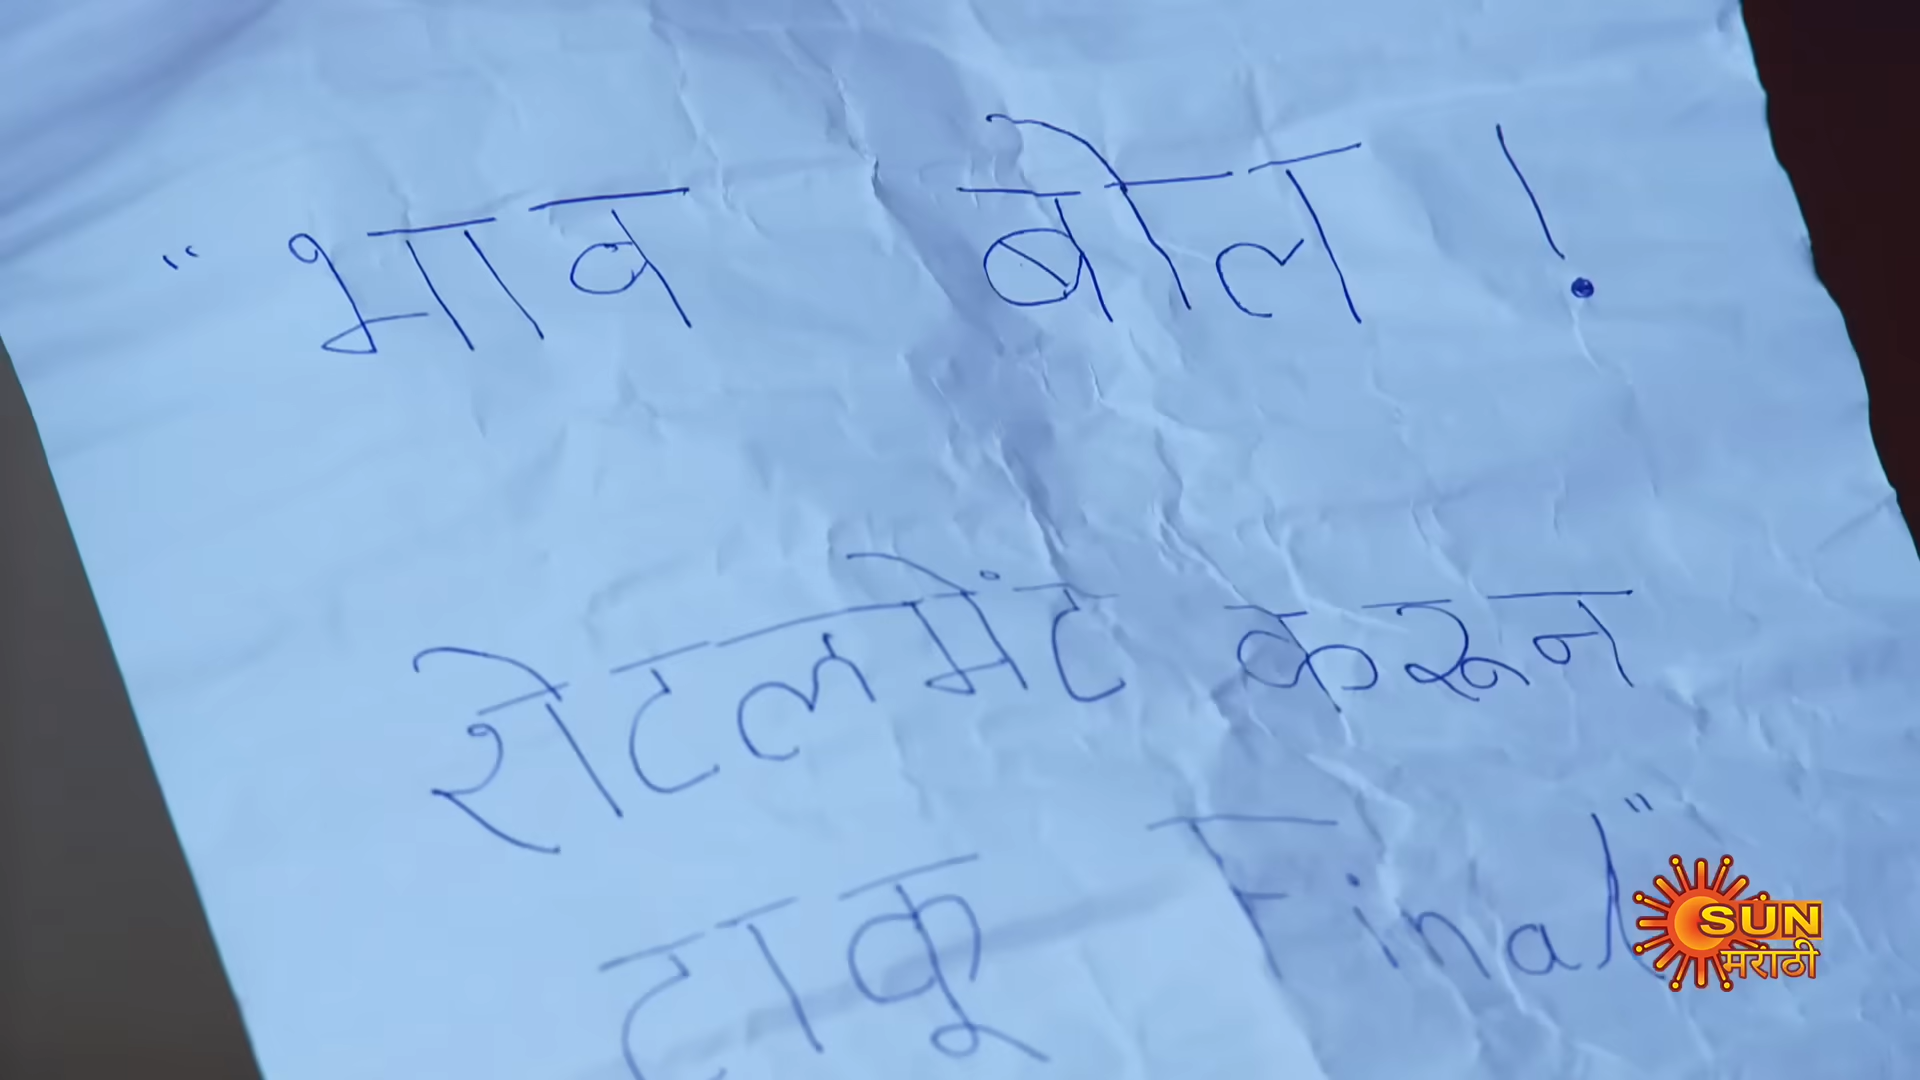 "भाव बोल !
सेटलमेंट करून
टाकू Final"
SUN
मराठी